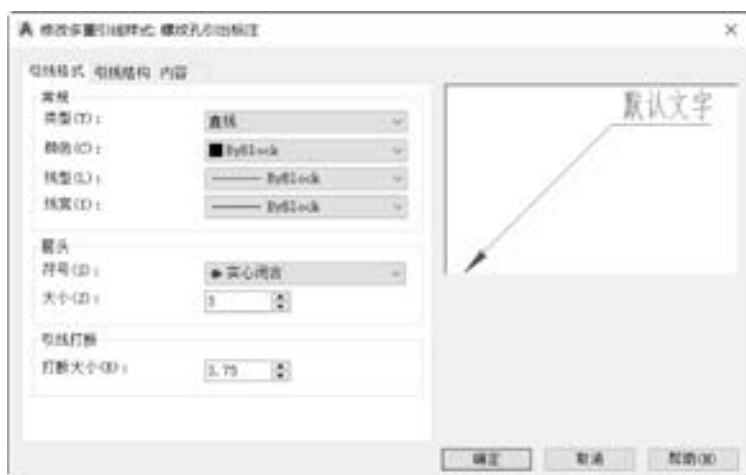 修改多重引线样式: 螺纹孔引出标注
引线格式 引线结构 内容
常规
类型(T): 直线
颜色(C): ByBlock
线型(L): ByBlock
线宽(I): ByBlock
箭头
符号(S): 实心闭合
大小(Z): 3
引线打断
打断大小(B): 3.75
默认文字
确定 取消 帮助(H)